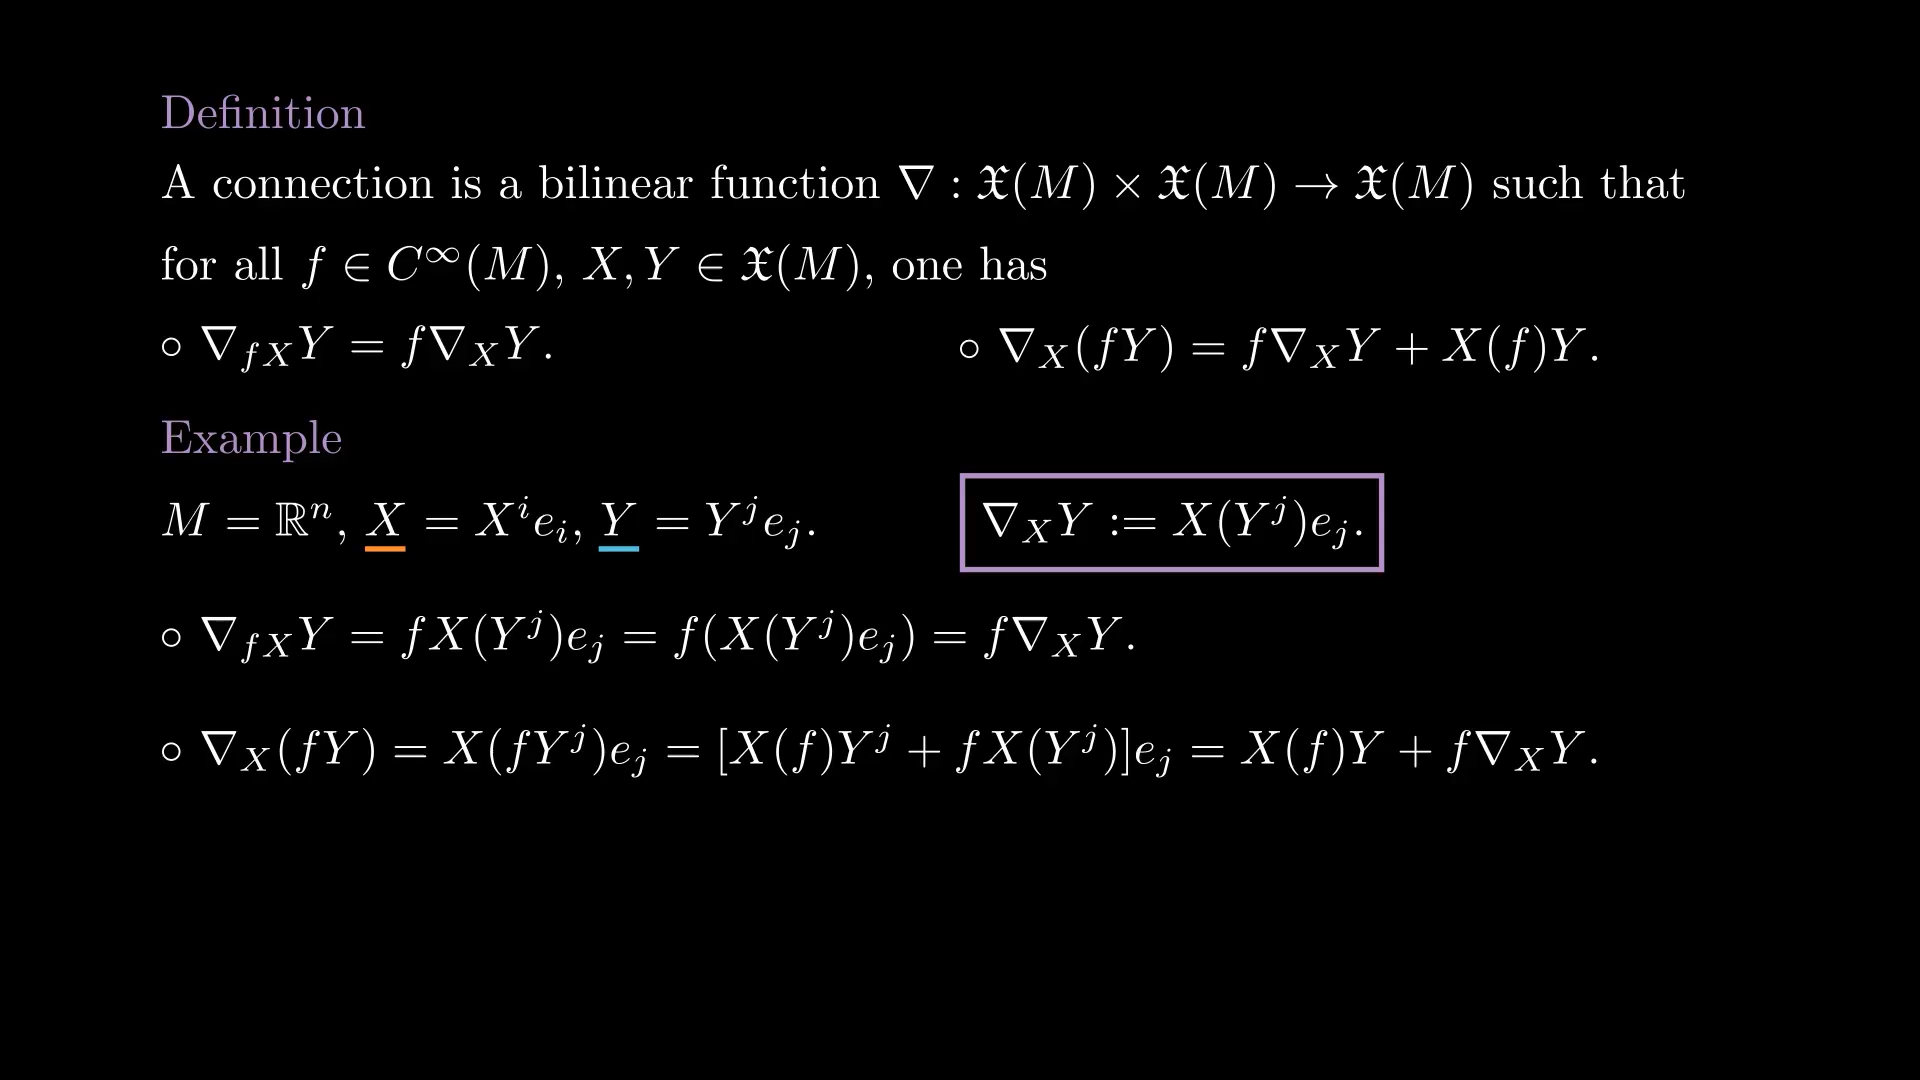 Definition
A connection is a bilinear function ∇ : 𝔛(M) × 𝔛(M) → 𝔛(M) such that
for all f ∈ C^∞(M), X, Y ∈ 𝔛(M), one has
∘ ∇_{fX}Y = f∇_X Y. ∘ ∇_X(fY) = f∇_X Y + X(f)Y.
Example
M = ℝⁿ, X = X^i e_i, Y = Y^j e_j. ∇_X Y := X(Y^j)e_j.
∘ ∇_{fX}Y = fX(Y^j)e_j = f(X(Y^j)e_j) = f∇_X Y.
∘ ∇_X(fY) = X(fY^j)e_j = [X(f)Y^j + fX(Y^j)]e_j = X(f)Y + f∇_X Y.